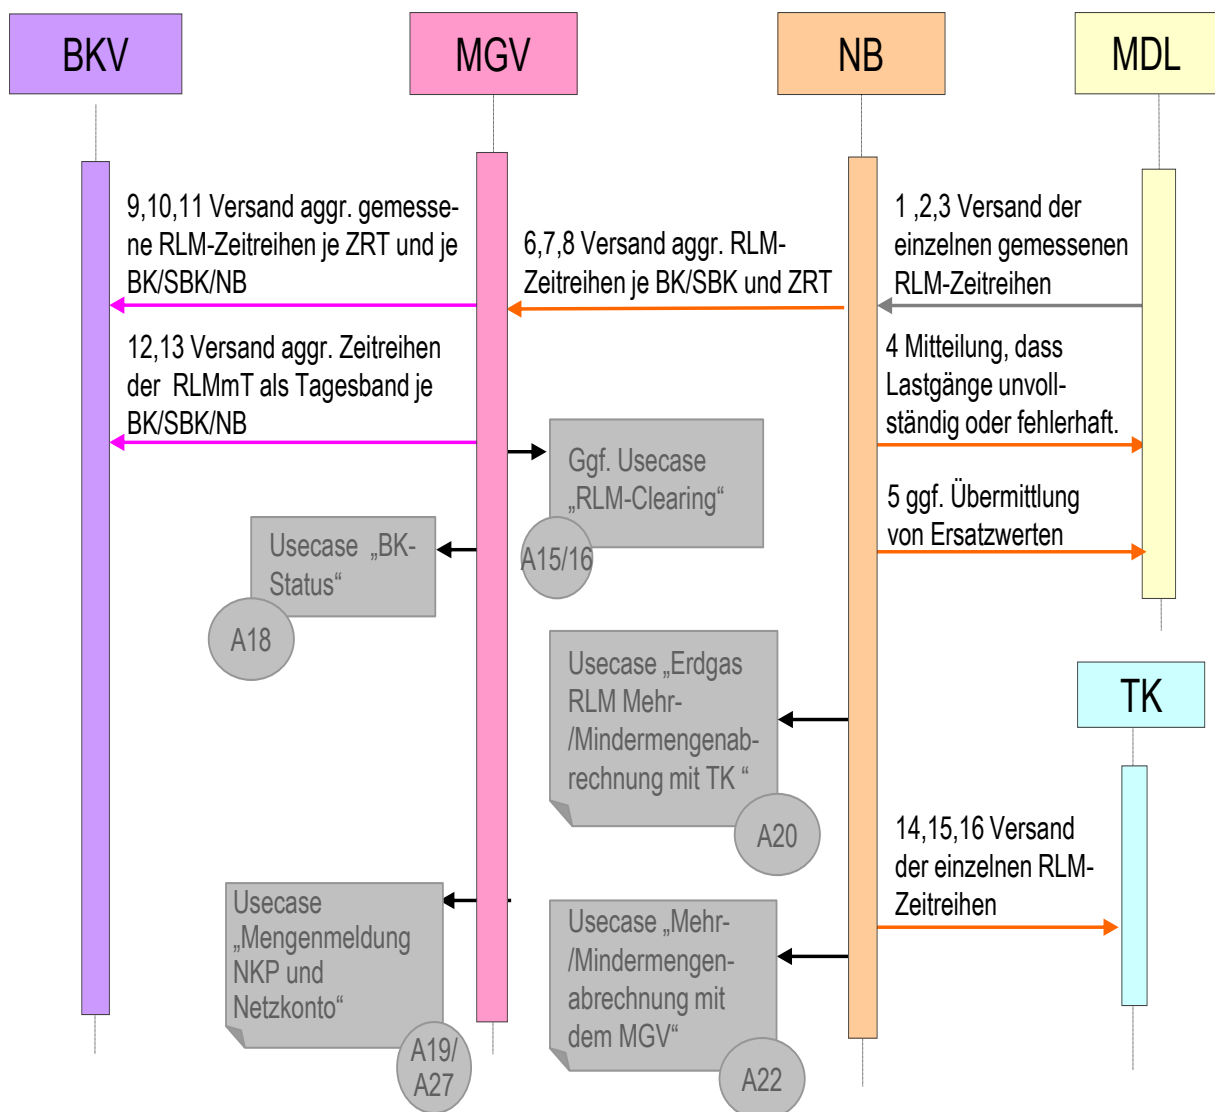 BKV
MGV
NB
MDL
9,10,11 Versand aggr. gemesse-
ne RLM-Zeitreihen je ZRT und je
BK/SBK/NB
6,7,8 Versand aggr. RLM-
Zeitreihen je BK/SBK und ZRT
1 ,2,3 Versand der
einzelnen gemessenen
RLM-Zeitreihen
12,13 Versand aggr. Zeitreihen
der RLMmT als Tagesband je
BK/SBK/NB
4 Mitteilung, dass
Lastgänge unvoll-
ständig oder fehlerhaft.
Ggf. Usecase
„RLM-Clearing“
A15/16
5 ggf. Übermittlung
von Ersatzwerten
Usecase „BK-
Status“
A18
Usecase „Erdgas
RLM Mehr-
/Mindermengenab-
rechnung mit TK “
A20
TK
14,15,16 Versand
der einzelnen RLM-
Zeitreihen
Usecase
„Mengenmeldung
NKP und
Netzkonto“
A19/
A27
Usecase „Mehr-
/Mindermengen-
abrechnung mit
dem MGV“
A22